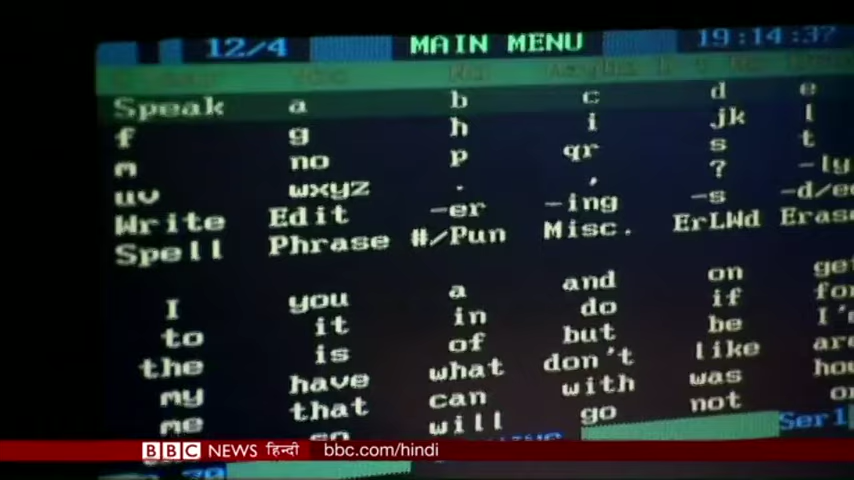 12/4 MAIN MENU 19:14:37
Speak a b c d e
f g h i jk l
m no p qr s t
uv wxyz . , ? -ly
Write Edit -er -ing -s -d/ed
Spell Phrase #/Pun Misc. ErLWd Erase
I you a and on get
to it in do if for
the is of but be I'm
my have what don't like are
me that can with was how
will go not
BBC NEWS हिन्दी bbc.com/hindi